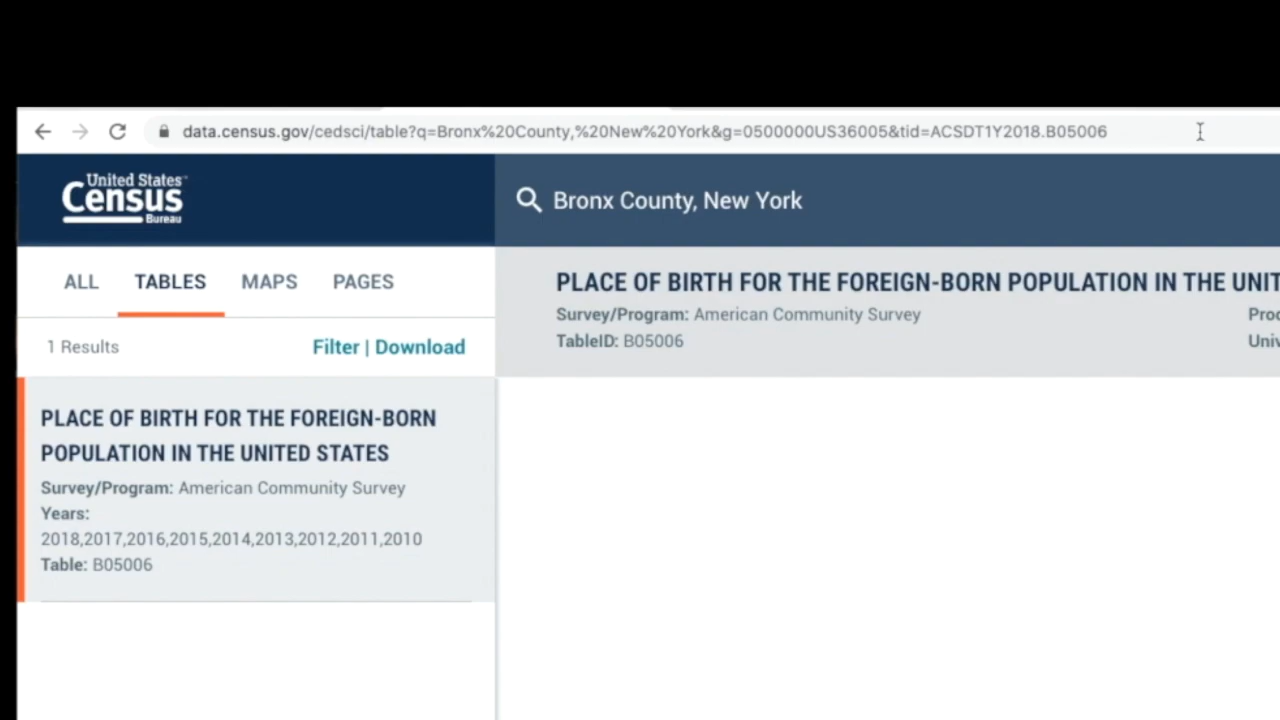 data.census.gov/cedsci/table?q=Bronx%20County,%20New%20York&g=0500000US36005&tid=ACSDT1Y2018.B05006
United States™
Census
Bureau
Bronx County, New York
ALL TABLES MAPS PAGES
1 Results
Filter | Download
PLACE OF BIRTH FOR THE FOREIGN-BORN POPULATION IN THE UNIT
Survey/Program: American Community Survey
Proc
TableID: B05006
Univ
PLACE OF BIRTH FOR THE FOREIGN-BORN
POPULATION IN THE UNITED STATES
Survey/Program: American Community Survey
Years:
2018,2017,2016,2015,2014,2013,2012,2011,2010
Table: B05006